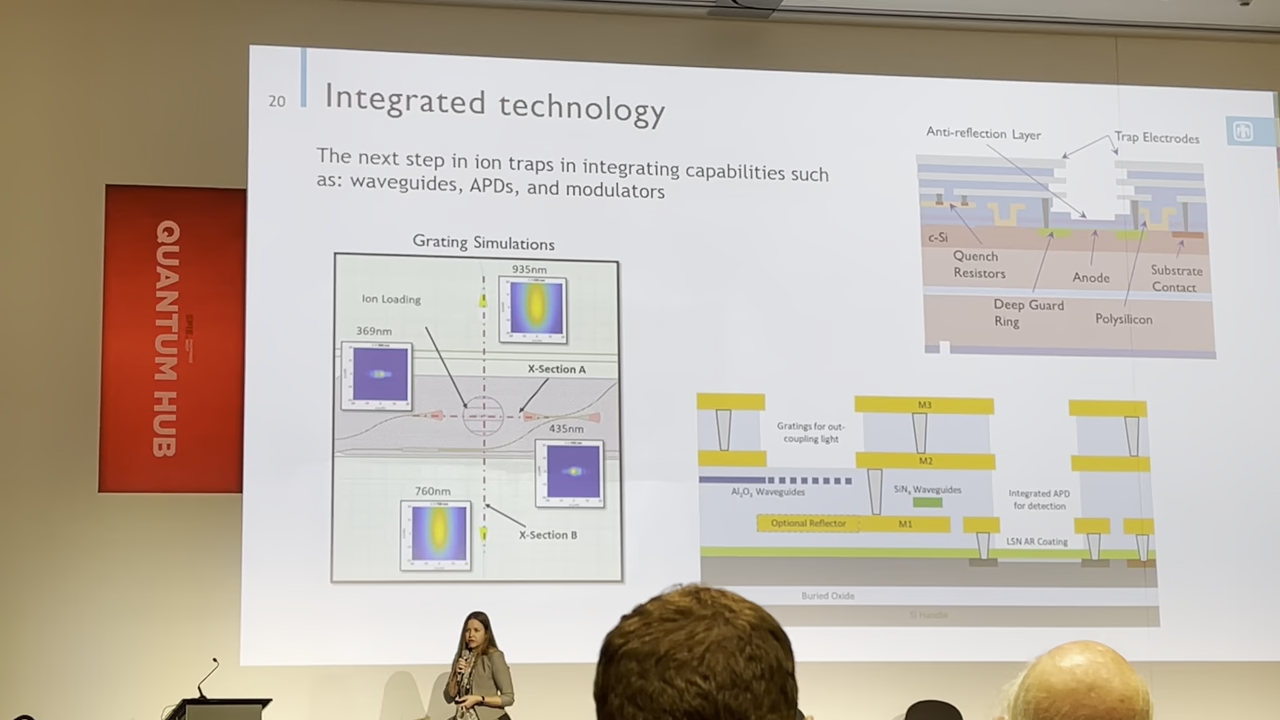 20
Integrated technology
The next step in ion traps in integrating capabilities such
as: waveguides, APDs, and modulators
Grating Simulations
935nm
Ion Loading
369nm
X-Section A
435nm
760nm
X-Section B
Anti-reflection Layer
Trap Electrodes
c-Si
Quench
Resistors
Anode
Substrate
Contact
Deep Guard
Ring
Polysilicon
M3
Gratings for out-
coupling light
M2
Al₂O₃ Waveguides
SiNₓ Waveguides
Integrated APD
for detection
Optional Reflector
M1
LSN AR Coating
Buried Oxide
Si Handle
QUANTUM HUB
SPIE.